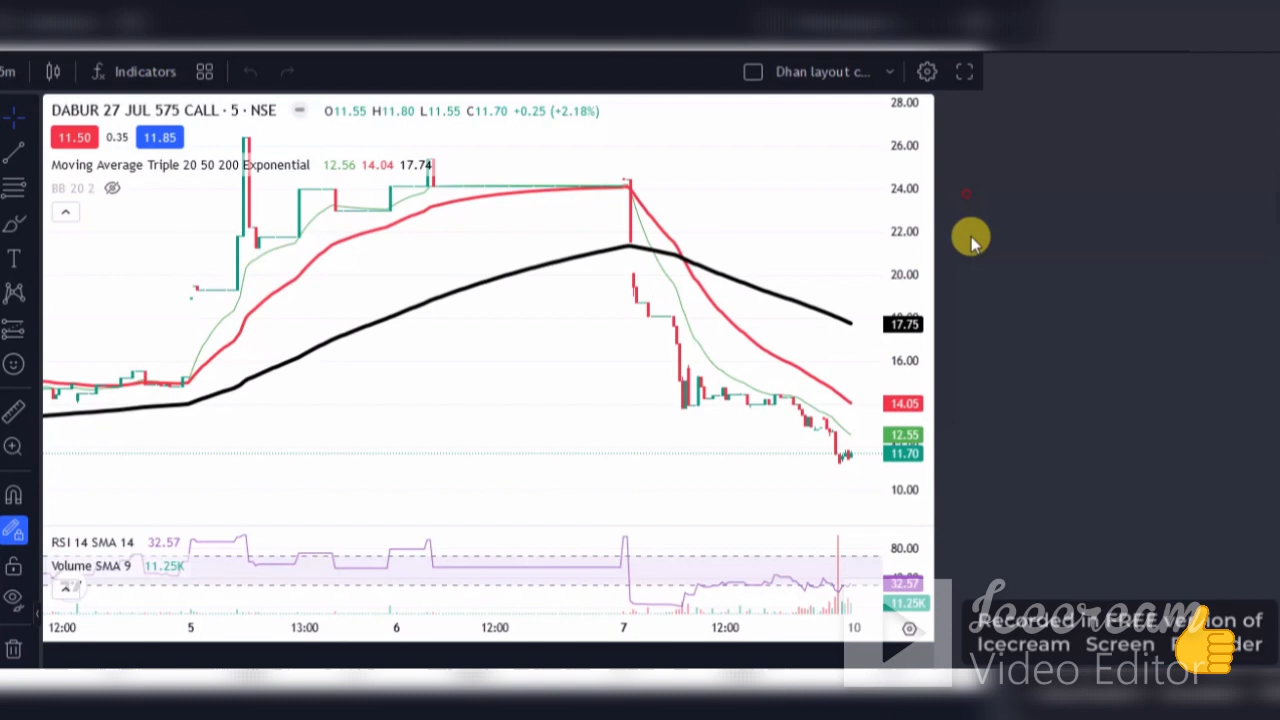 5m Indicators Dhan layout c...
DABUR 27 JUL 575 CALL · 5 · NSE O11.55 H11.80 L11.55 C11.70 +0.25 (+2.18%)
11.50 0.35 11.85
Moving Average Triple 20 50 200 Exponential 12.56 14.04 17.74
BB 20 2
28.00
26.00
24.00
22.00
20.00
17.75
16.00
14.05
12.55
11.70
10.00
RSI 14 SMA 14 32.57
Volume SMA 9 11.25K
80.00
32.57
11.25K
12:00 5 13:00 6 12:00 7 12:00 10
Icecream
Video Editor
Recorded in FREE version of
Icecream Screen